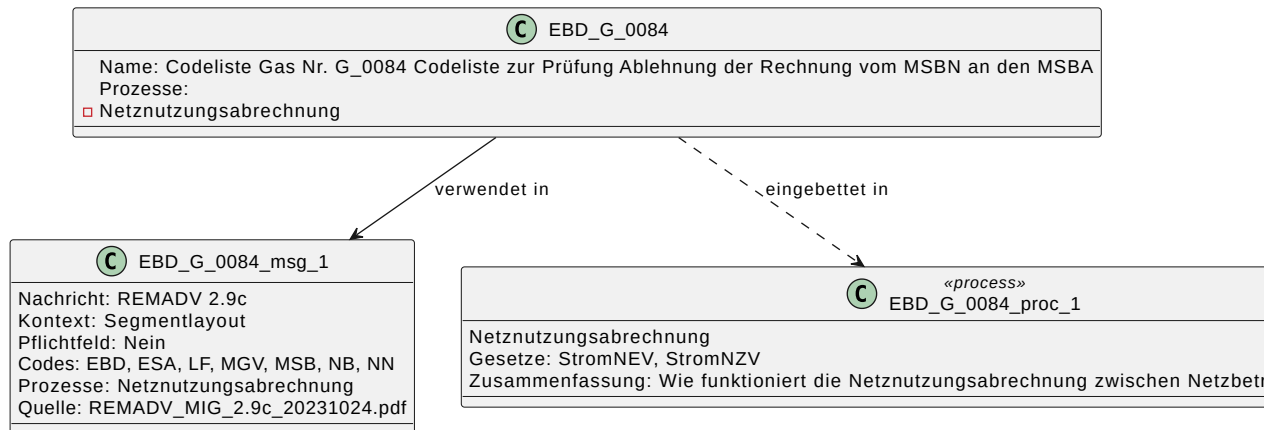 C EBD_G_0084
Name: Codeliste Gas Nr. G_0084 Codeliste zur Prüfung Ablehnung der Rechnung vom MSBN an den MSBA
Prozesse:
Netznutzungsabrechnung
verwendet in
eingebettet in
C EBD_G_0084_msg_1
Nachricht: REMADV 2.9c
Kontext: Segmentlayout
Pflichtfeld: Nein
Codes: EBD, ESA, LF, MGV, MSB, NB, NN
Prozesse: Netznutzungsabrechnung
Quelle: REMADV_MIG_2.9c_20231024.pdf
C «process»
EBD_G_0084_proc_1
Netznutzungsabrechnung
Gesetze: StromNEV, StromNZV
Zusammenfassung: Wie funktioniert die Netznutzungsabrechnung zwischen